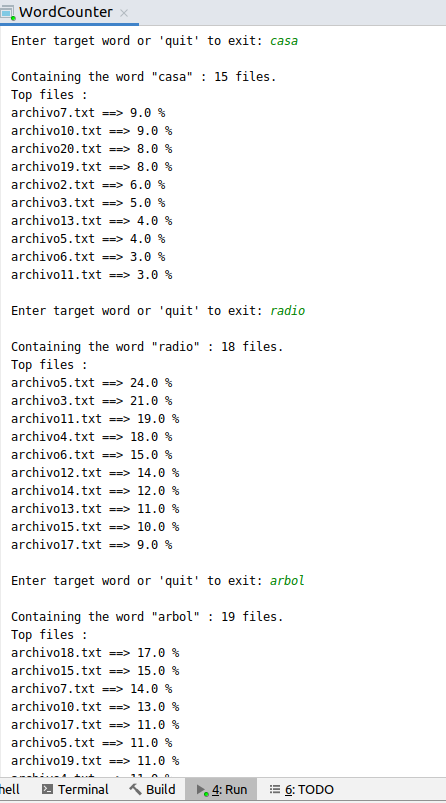 WordCounter ×
Enter target word or 'quit' to exit: casa
Containing the word "casa" : 15 files.
Top files :
archivo7.txt ==> 9.0 %
archivo10.txt ==> 9.0 %
archivo20.txt ==> 8.0 %
archivo19.txt ==> 8.0 %
archivo2.txt ==> 6.0 %
archivo3.txt ==> 5.0 %
archivo13.txt ==> 4.0 %
archivo5.txt ==> 4.0 %
archivo6.txt ==> 3.0 %
archivo11.txt ==> 3.0 %
Enter target word or 'quit' to exit: radio
Containing the word "radio" : 18 files.
Top files :
archivo5.txt ==> 24.0 %
archivo3.txt ==> 21.0 %
archivo11.txt ==> 19.0 %
archivo4.txt ==> 18.0 %
archivo6.txt ==> 15.0 %
archivo12.txt ==> 14.0 %
archivo14.txt ==> 12.0 %
archivo13.txt ==> 11.0 %
archivo15.txt ==> 10.0 %
archivo17.txt ==> 9.0 %
Enter target word or 'quit' to exit: arbol
Containing the word "arbol" : 19 files.
Top files :
archivo18.txt ==> 17.0 %
archivo15.txt ==> 15.0 %
archivo7.txt ==> 14.0 %
archivo10.txt ==> 13.0 %
archivo17.txt ==> 11.0 %
archivo5.txt ==> 11.0 %
archivo19.txt ==> 11.0 %
hell Terminal Build 4: Run 6: TODO